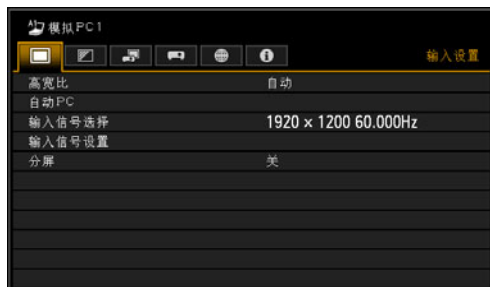 模拟PC1
输入设置
高宽比 自动
自动PC
输入信号选择 1920 × 1200 60.000Hz
输入信号设置
分屏 关